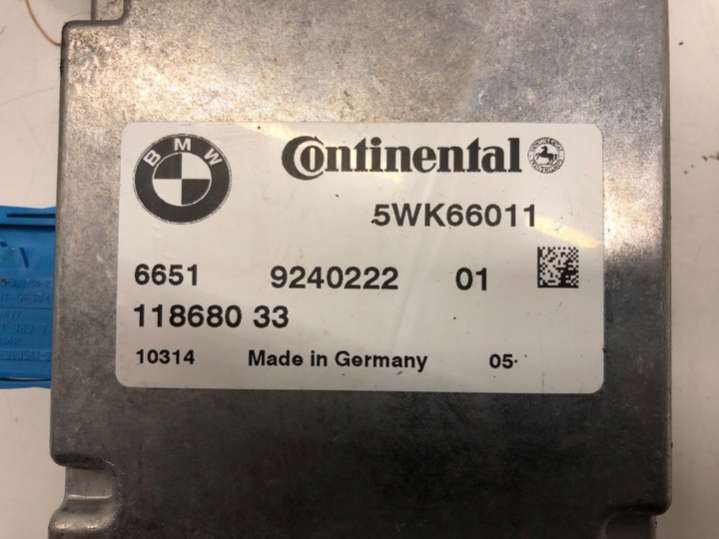 BMW
Continental
5WK66011
6651 9240222 01
118680 33
10314 Made in Germany 05·